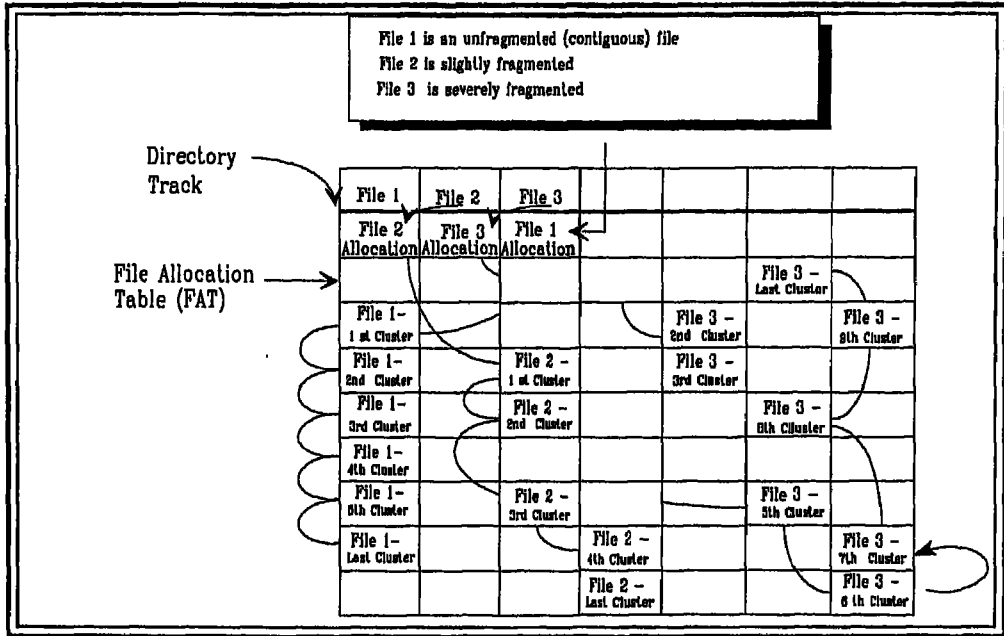 File 1 is an unfragmented (contiguous) file
File 2 is slightly fragmented
File 3 is severely fragmented
Directory
Track
File 1
File 2
File 3
File 2
Allocation
File 3
Allocation
File 1
Allocation
File Allocation
Table (FAT)
File 3 -
Last Cluster
File 1-
1 st Cluster
File 3 -
2nd Cluster
File 3 -
9th Cluster
File 1-
2nd Cluster
File 2 -
1 st Cluster
File 3 -
3rd Cluster
File 1-
3rd Cluster
File 2 -
2nd Cluster
File 3 -
8th Cluster
File 1-
4th Cluster
File 1-
5th Cluster
File 2 -
3rd Cluster
File 3 -
5th Cluster
File 1-
Last Cluster
File 2 -
4th Cluster
File 3 -
7th Cluster
File 2 -
Last Cluster
File 3 -
6 th Cluster